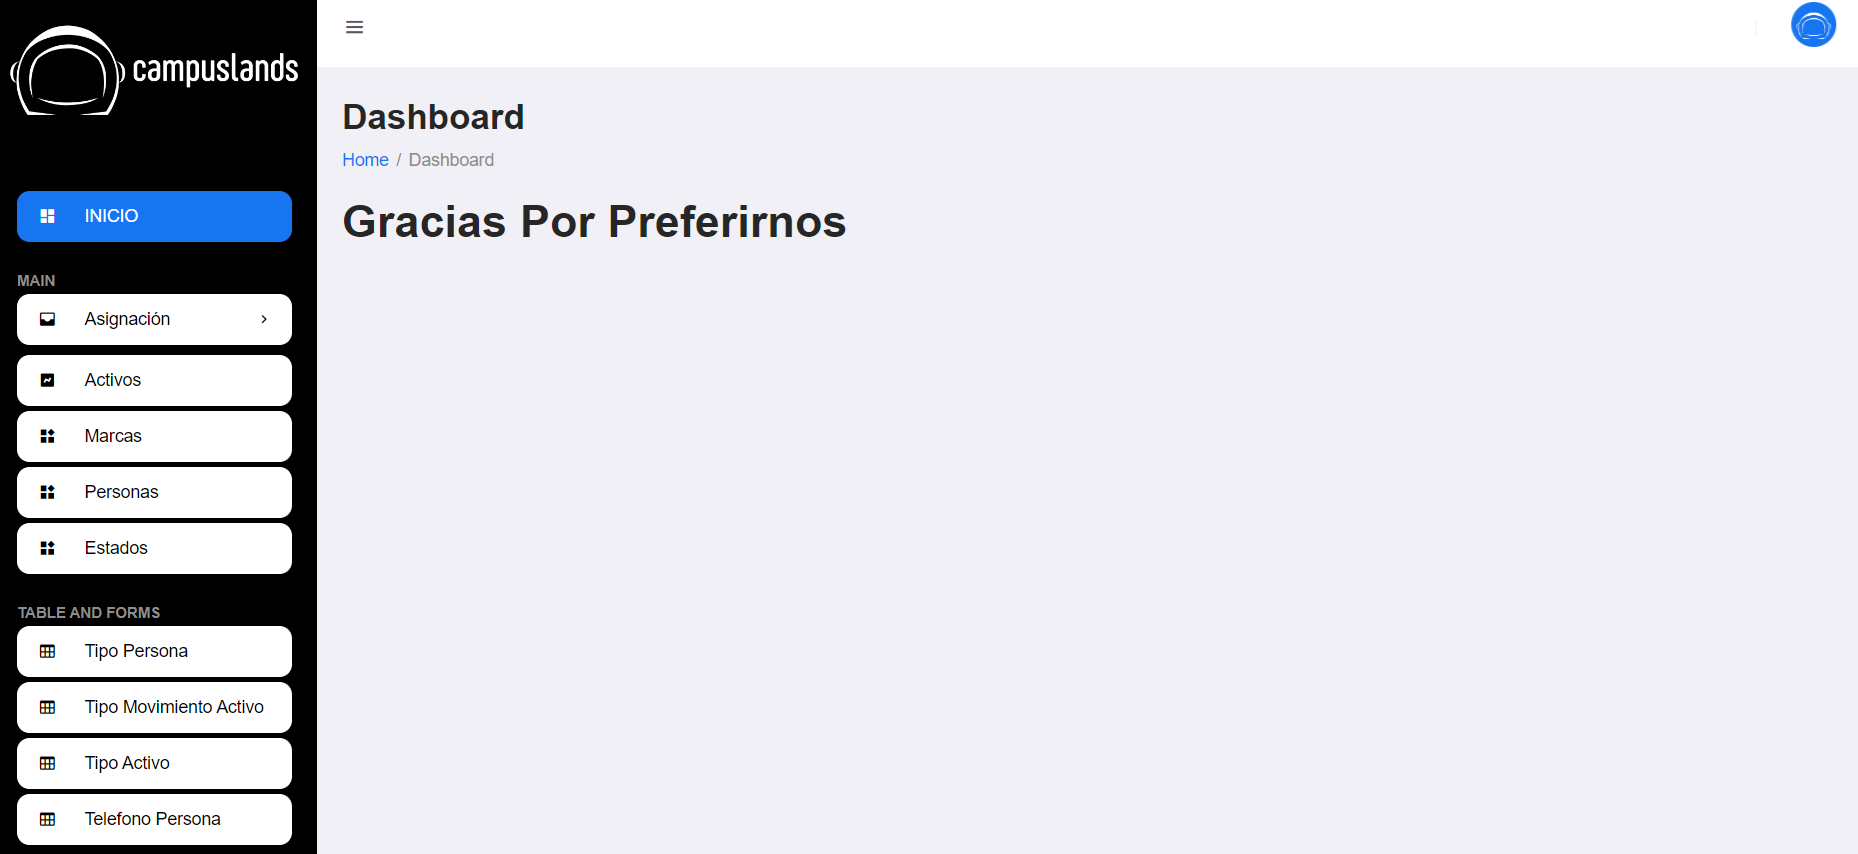 campuslands
INICIO
MAIN
Asignación
Activos
Marcas
Personas
Estados
TABLE AND FORMS
Tipo Persona
Tipo Movimiento Activo
Tipo Activo
Telefono Persona
Dashboard
Home / Dashboard
Gracias Por Preferirnos